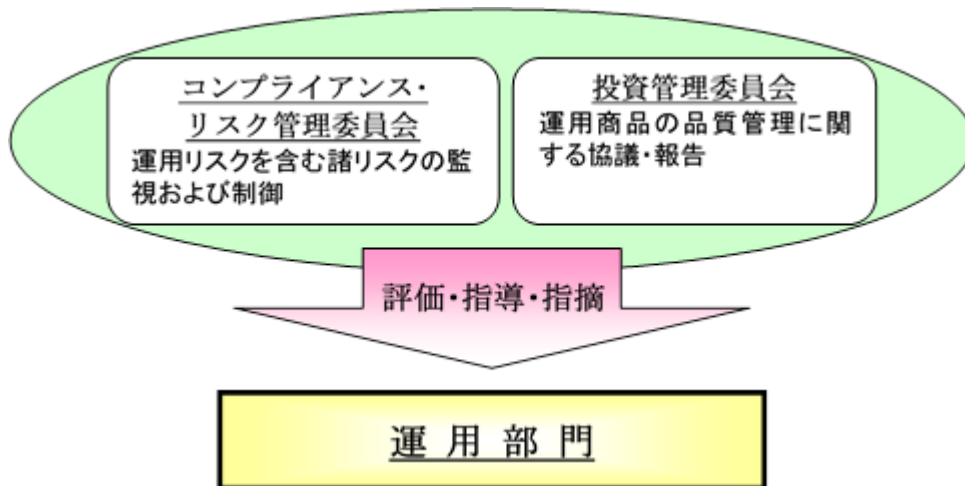 コンプライアンス・
リスク管理委員会
運用リスクを含む諸リスクの監
視および制御
投資管理委員会
運用商品の品質管理に関
する協議・報告
評価・指導・指摘
運用部門